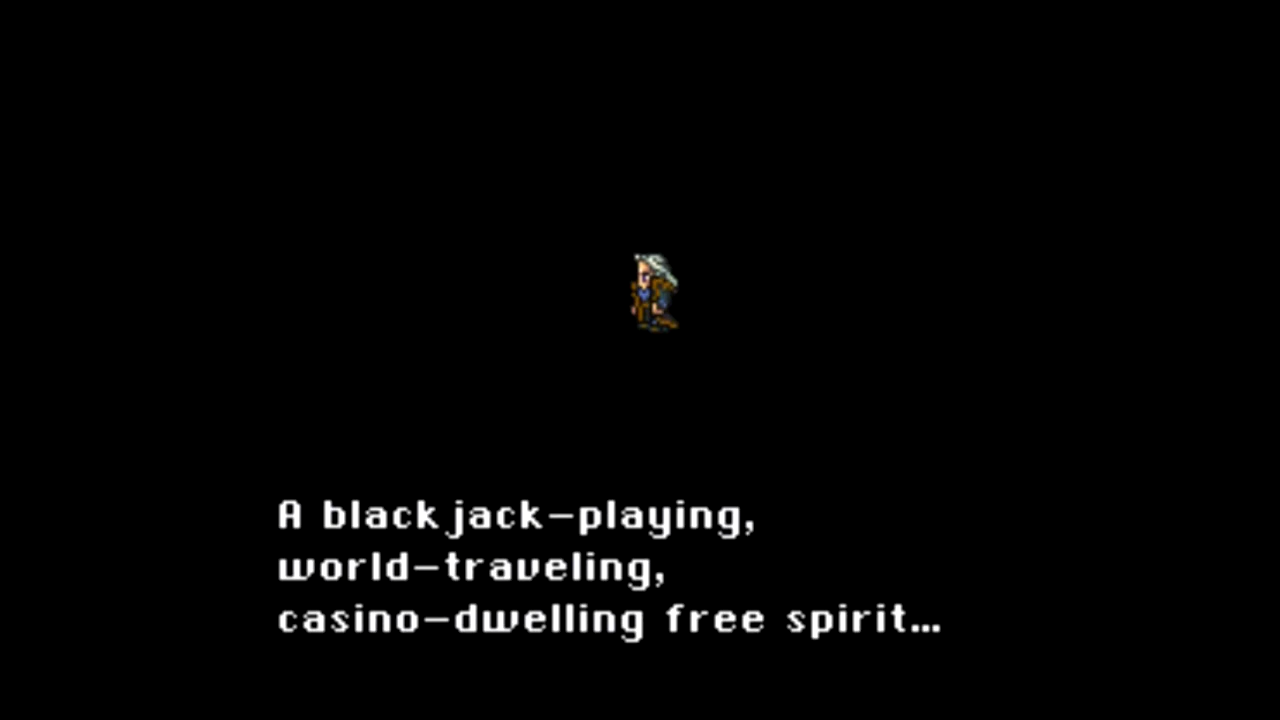 A blackjack-playing,
world-traveling,
casino-dwelling free spirit...